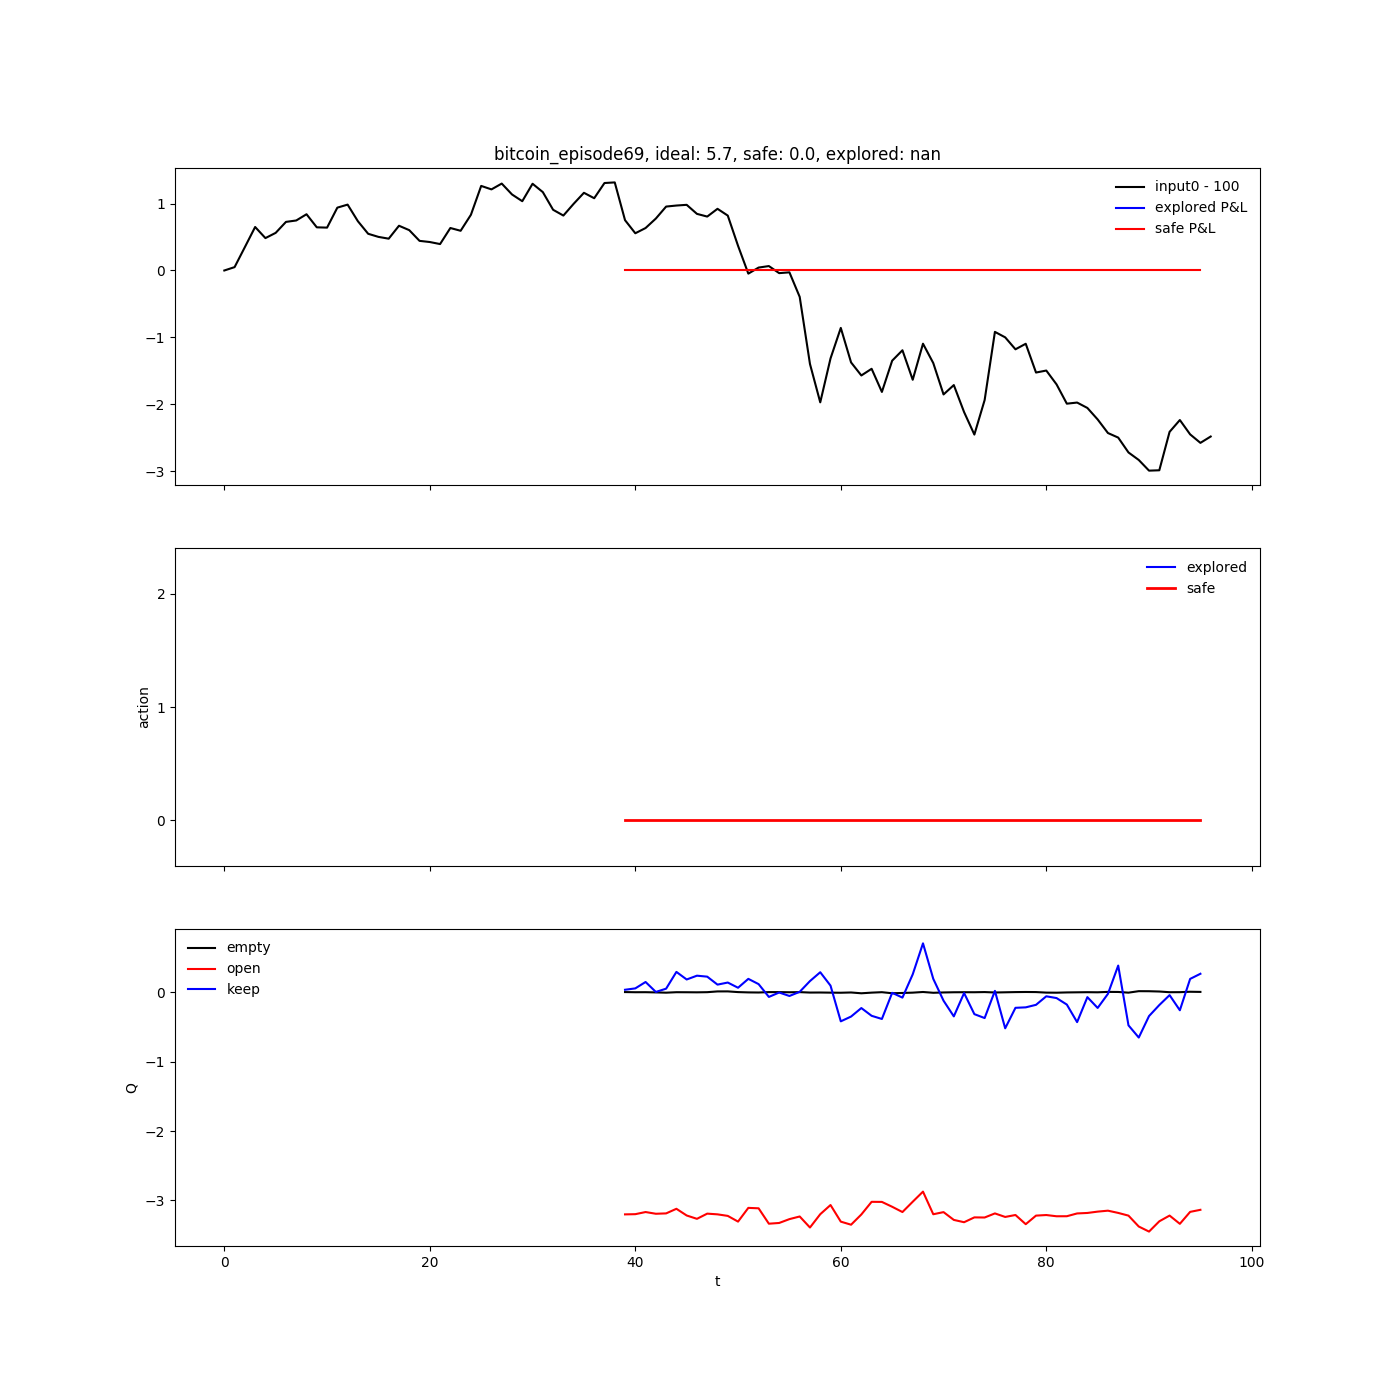 bitcoin_episode69, ideal: 5.7, safe: 0.0, explored: nan
input0 - 100
explored P&L
safe P&L
1
0
−1
−2
−3
explored
safe
2
1
0
action
empty
open
keep
0
−1
−2
−3
Q
0 20 40 60 80 100
t